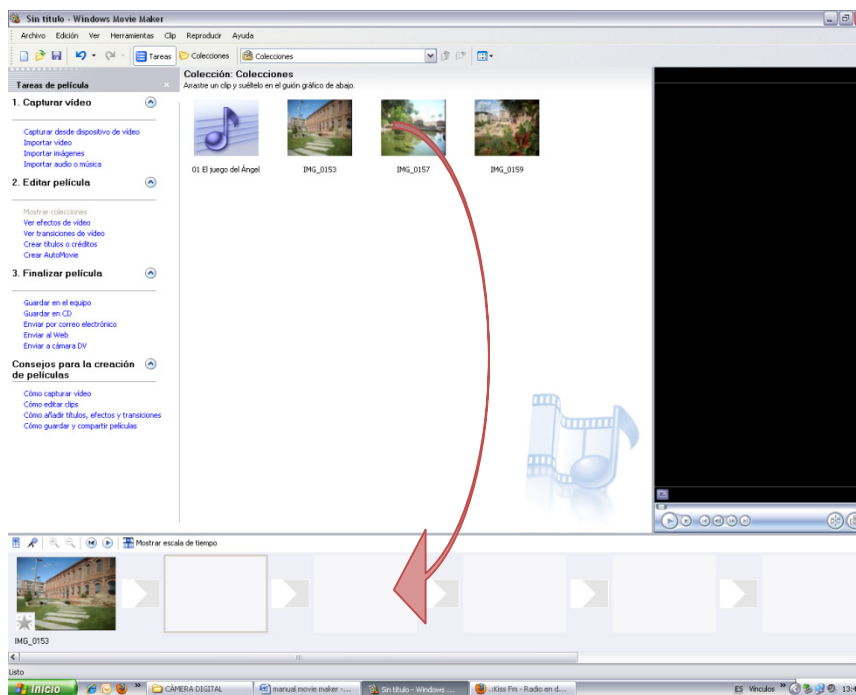 Sin título - Windows Movie Maker
Archivo Edición Ver Herramientas Clip Reproducir Ayuda
Tareas Colecciones Colecciones
Tareas de película
Colección: Colecciones
Arrastre un clip y suéltelo en el guión gráfico de abajo.
1. Capturar vídeo
Capturar desde dispositivo de vídeo
Importar vídeo
Importar imágenes
Importar audio o música
2. Editar película
Mostrar colecciones
Ver efectos de vídeo
Ver transiciones de vídeo
Crear títulos o créditos
Crear AutoMovie
3. Finalizar película
Guardar en el equipo
Guardar en CD
Enviar por correo electrónico
Enviar al Web
Enviar a cámara DV
Consejos para la creación
de películas
Cómo capturar vídeo
Cómo editar clips
Cómo añadir títulos, efectos y transiciones
Cómo guardar y compartir películas
01 El juego del Ángel IMG_0153 IMG_0157 IMG_0159
Mostrar escala de tiempo
IMG_0153
Listo
Inicio » CÀMERA DIGITAL manual movie maker -... Sin título - Windows ... .:Kiss Fm - Radio en d... ES Vínculos »